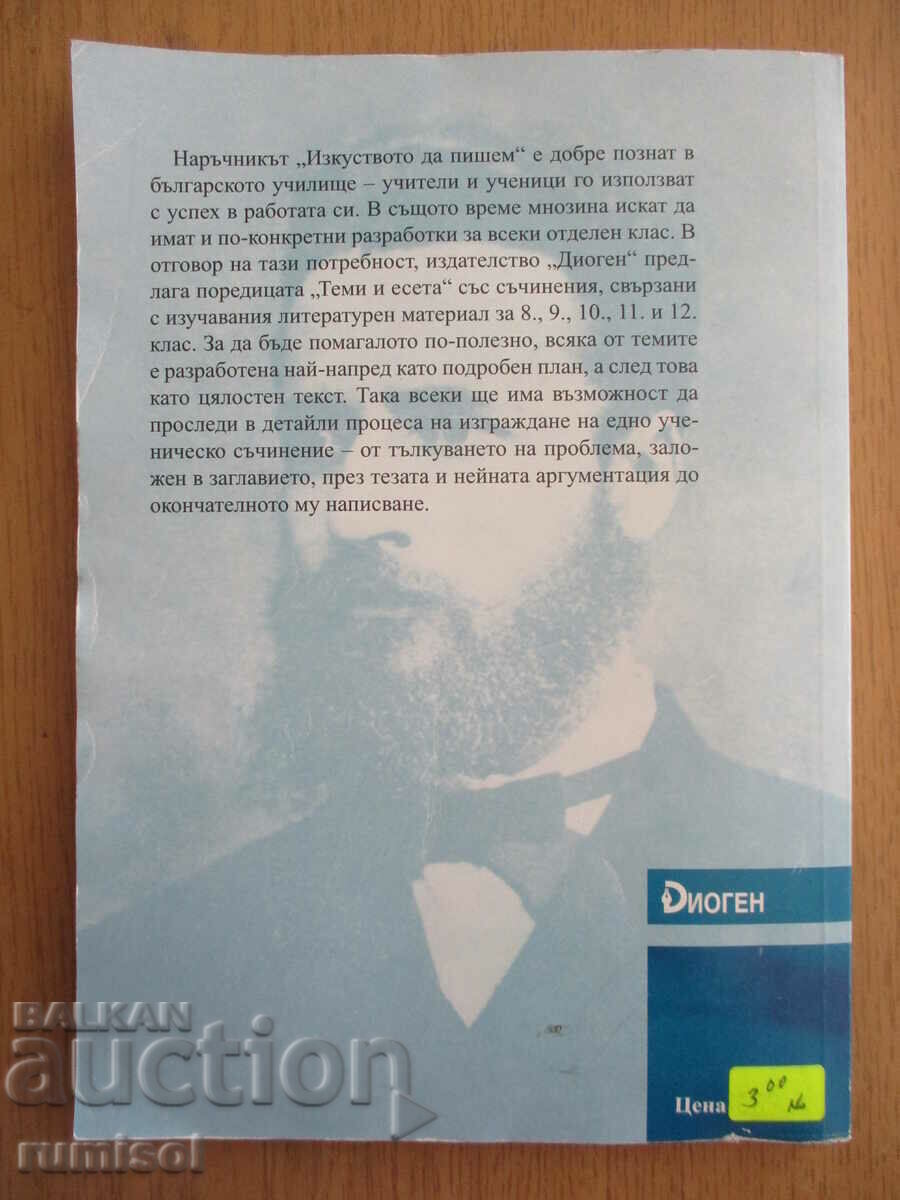 Наръчникът „Изкуството да пишем“ е добре познат в
българското училище – учители и ученици го използват
с успех в работата си. В същото време мнозина искат да
имат и по-конкретни разработки за всеки отделен клас. В
отговор на тази потребност, издателство „Диоген“ пред-
лага поредицата „Теми и есета“ със съчинения, свързани
с изучавания литературен материал за 8., 9., 10., 11. и 12.
клас. За да бъде помагалото по-полезно, всяка от темите
е разработена най-напред като подробен план, а след това
като цялостен текст. Така всеки ще има възможност да
проследи в детайли процеса на изграждане на едно уче-
ническо съчинение – от тълкуването на проблема, зало-
жен в заглавието, през тезата и нейната аргументация до
окончателното му написване.
ДИОГЕН
Цена 3 00 лв
BALKAN
auction
rumisol